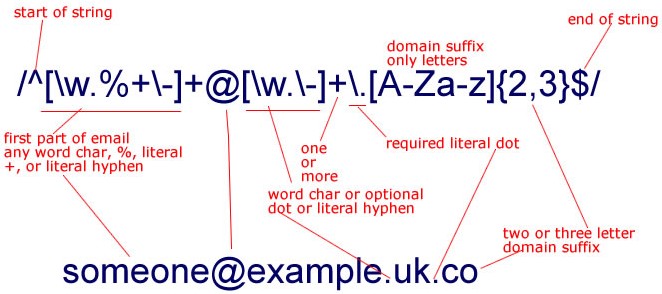 start of string
end of string
domain suffix
only letters
/^[\w.%+\-]+@[\w.\-]+\.[A-Za-z]{2,3}$/
first part of email
any word char, %, literal
+, or literal hyphen
one
or
more
required literal dot
word char or optional
dot or literal hyphen
two or three letter
domain suffix
someone@example.uk.co